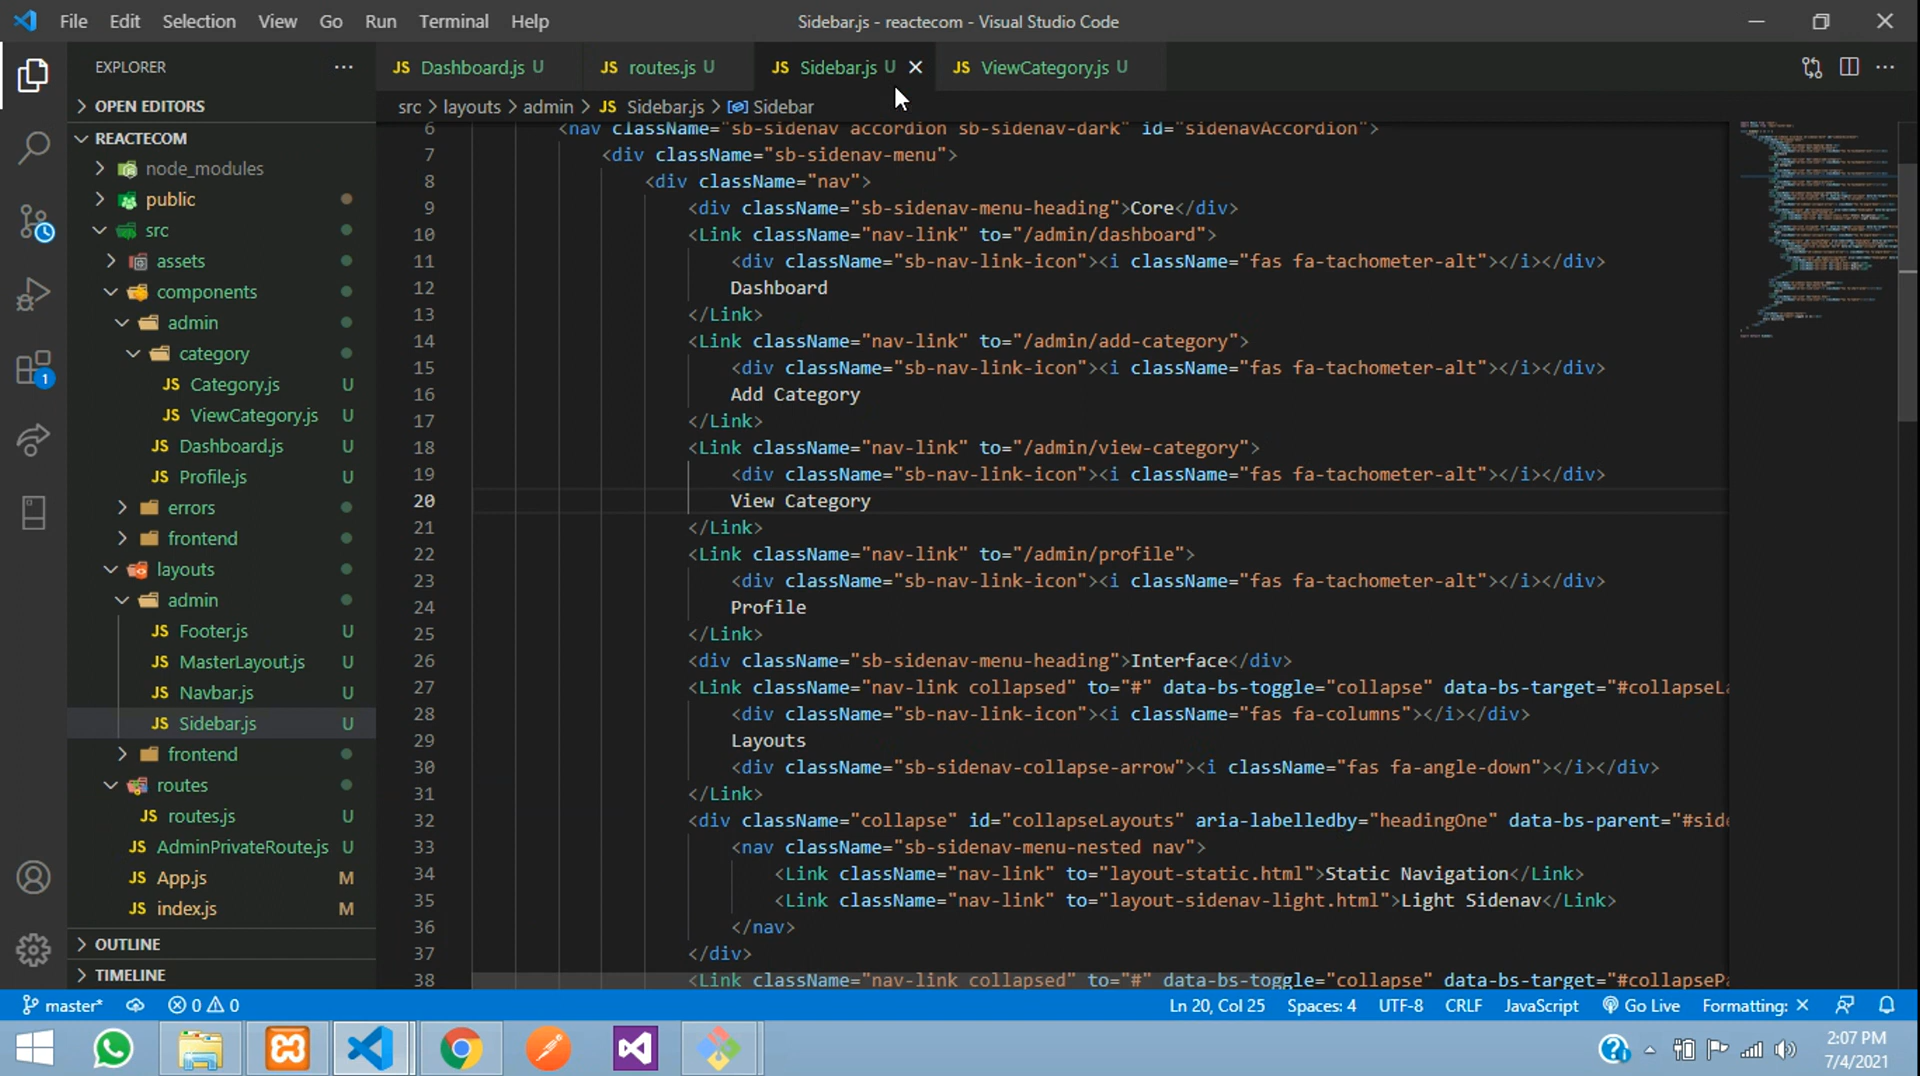 File Edit Selection View Go Run Terminal Help
Sidebar.js - reactecom - Visual Studio Code
EXPLORER
JS Dashboard.js U
JS routes.js U
JS Sidebar.js U
JS ViewCategory.js U
OPEN EDITORS
src > layouts > admin > JS Sidebar.js > Sidebar
REACTECOM
node_modules
public
src
assets
components
admin
category
JS Category.js U
JS ViewCategory.js U
JS Dashboard.js U
JS Profile.js U
errors
frontend
layouts
admin
JS Footer.js U
JS MasterLayout.js U
JS Navbar.js U
JS Sidebar.js U
frontend
routes
JS routes.js U
JS AdminPrivateRoute.js U
JS App.js M
JS index.js M
OUTLINE
TIMELINE
1
6 <nav className="sb-sidenav accordion sb-sidenav-dark" id="sidenavAccordion">
7 <div className="sb-sidenav-menu">
8 <div className="nav">
9 <div className="sb-sidenav-menu-heading">Core</div>
10 <Link className="nav-link" to="/admin/dashboard">
11 <div className="sb-nav-link-icon"><i className="fas fa-tachometer-alt"></i></div>
12 Dashboard
13 </Link>
14 <Link className="nav-link" to="/admin/add-category">
15 <div className="sb-nav-link-icon"><i className="fas fa-tachometer-alt"></i></div>
16 Add Category
17 </Link>
18 <Link className="nav-link" to="/admin/view-category">
19 <div className="sb-nav-link-icon"><i className="fas fa-tachometer-alt"></i></div>
20 View Category
21 </Link>
22 <Link className="nav-link" to="/admin/profile">
23 <div className="sb-nav-link-icon"><i className="fas fa-tachometer-alt"></i></div>
24 Profile
25 </Link>
26 <div className="sb-sidenav-menu-heading">Interface</div>
27 <Link className="nav-link collapsed" to="#" data-bs-toggle="collapse" data-bs-target="#collapseLa
28 <div className="sb-nav-link-icon"><i className="fas fa-columns"></i></div>
29 Layouts
30 <div className="sb-sidenav-collapse-arrow"><i className="fas fa-angle-down"></i></div>
31 </Link>
32 <div className="collapse" id="collapseLayouts" aria-labelledby="headingOne" data-bs-parent="#side
33 <nav className="sb-sidenav-menu-nested nav">
34 <Link className="nav-link" to="layout-static.html">Static Navigation</Link>
35 <Link className="nav-link" to="layout-sidenav-light.html">Light Sidenav</Link>
36 </nav>
37 </div>
38 <Link className="nav-link collapsed" to="#" data-bs-toggle="collapse" data-bs-target="#collapsePa
master* 0 0
Ln 20, Col 25 Spaces: 4 UTF-8 CRLF JavaScript Go Live Formatting: ×
2:07 PM
7/4/2021